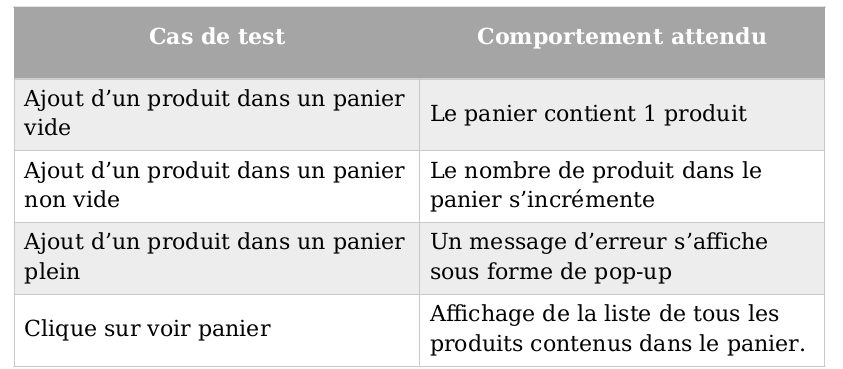 Cas de test
Comportement attendu
Ajout d’un produit dans un panier
vide
Le panier contient 1 produit
Ajout d’un produit dans un panier
non vide
Le nombre de produit dans le
panier s’incrémente
Ajout d’un produit dans un panier
plein
Un message d’erreur s’affiche
sous forme de pop-up
Clique sur voir panier
Affichage de la liste de tous les
produits contenus dans le panier.